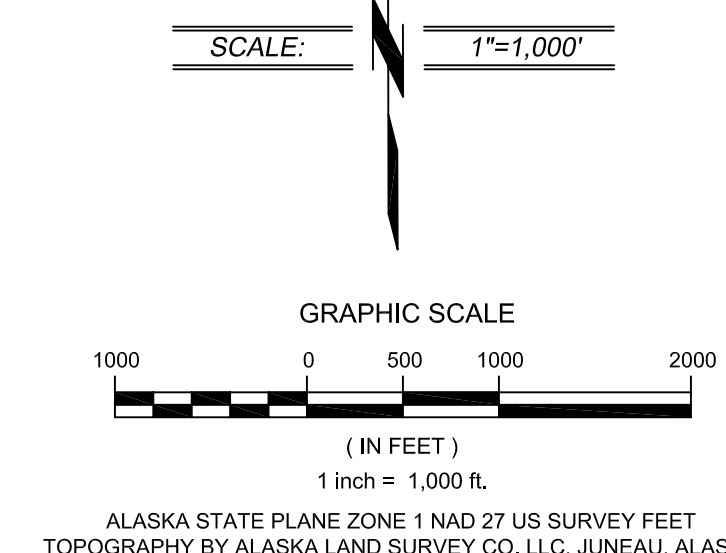 SCALE: 1"=1,000'
GRAPHIC SCALE
1000 0 500 1000 2000
( IN FEET )
1 inch = 1,000 ft.
ALASKA STATE PLANE ZONE 1 NAD 27 US SURVEY FEET
TOPOGRAPHY BY ALASKA LAND SURVEY CO. LLC, JUNEAU, ALAS